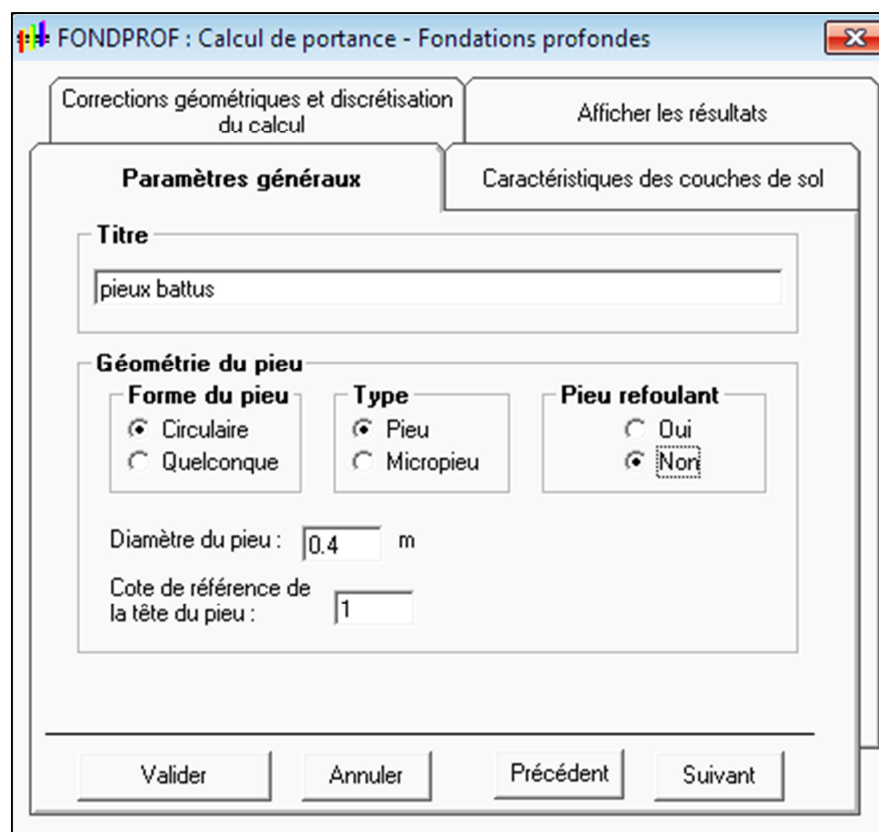 FONDPROF : Calcul de portance - Fondations profondes
Corrections géométriques et discrétisation
du calcul
Afficher les résultats
Paramètres généraux
Caractéristiques des couches de sol
Titre
pieux battus
Géométrie du pieu
Forme du pieu
Circulaire
Quelconque
Type
Pieu
Micropieu
Pieu refoulant
Oui
Non
Diamètre du pieu : 0.4 m
Cote de référence de
la tête du pieu : 1
Valider
Annuler
Précédent
Suivant